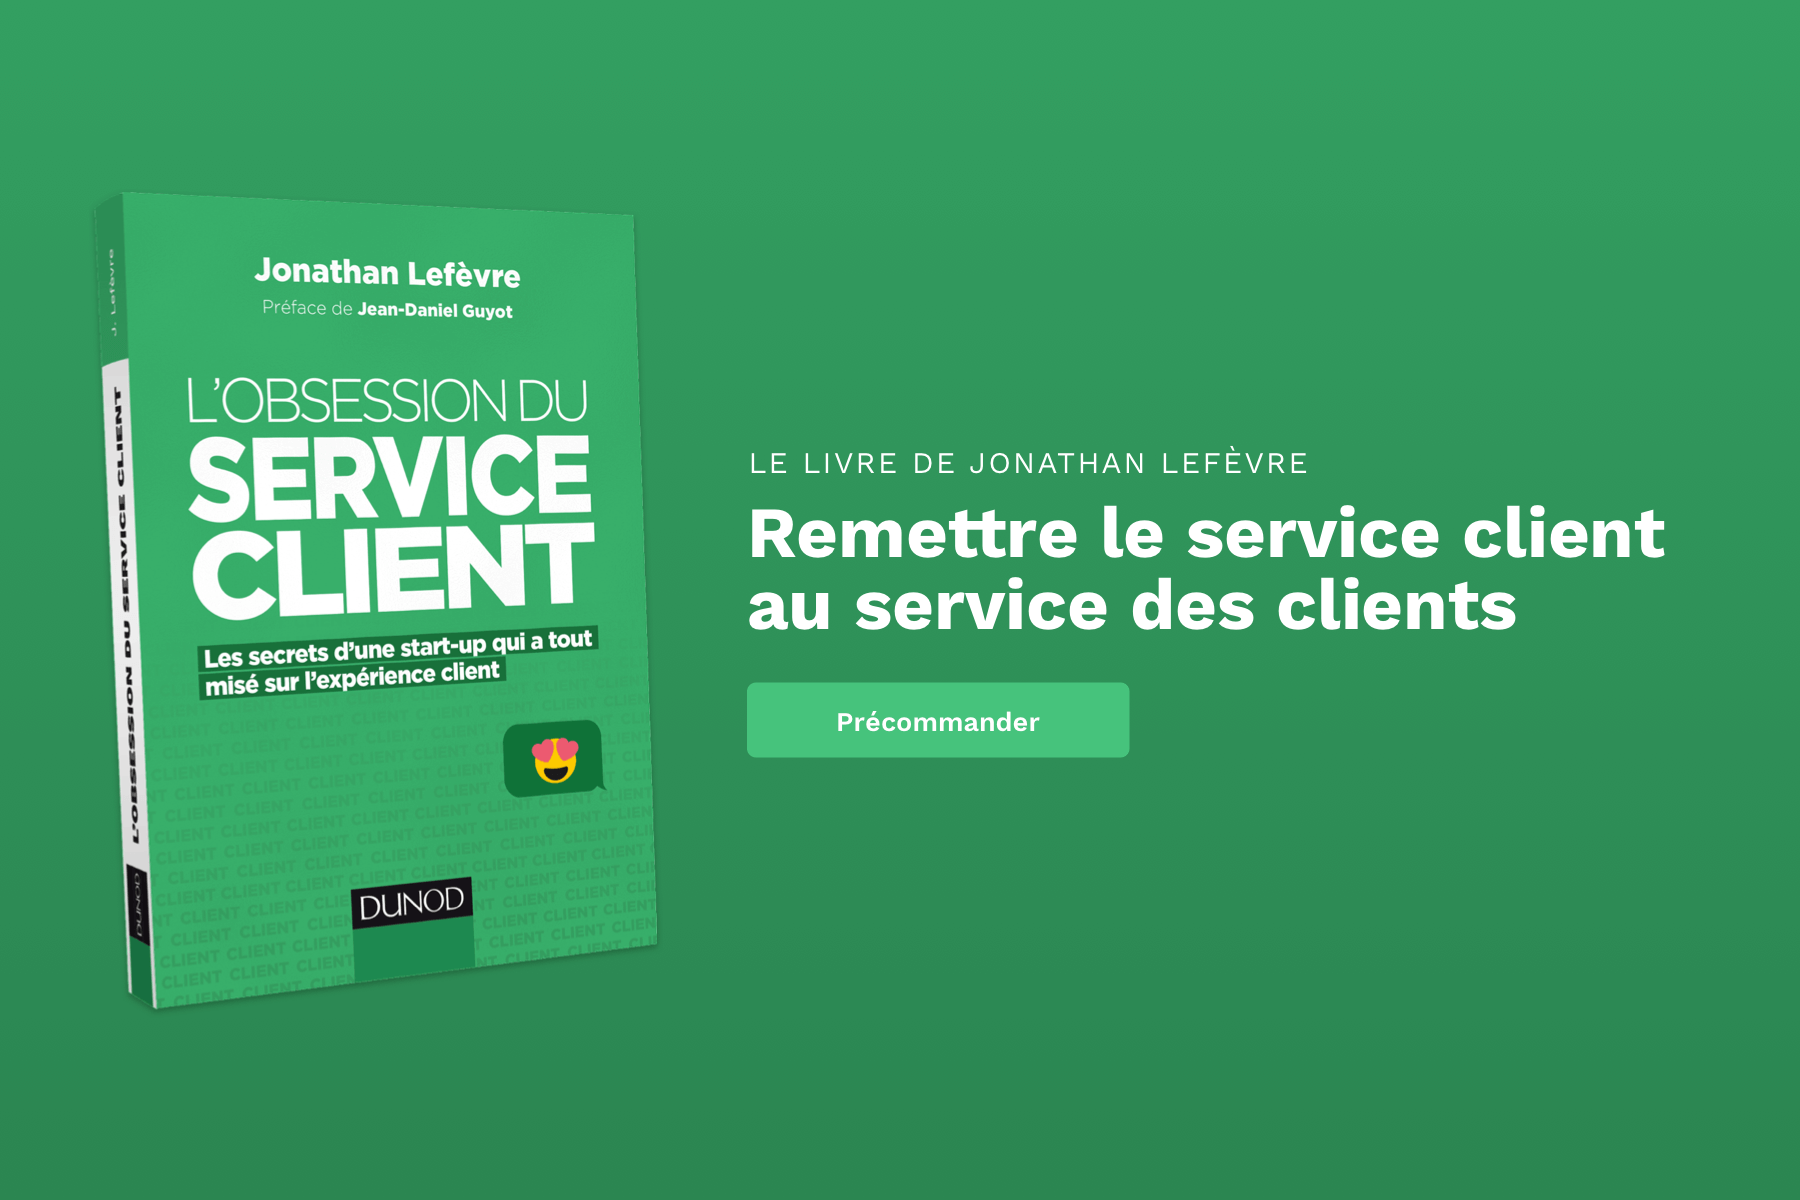 Jonathan Lefèvre
Préface de Jean-Daniel Guyot
L'OBSESSION DU
SERVICE
CLIENT
Les secrets d'une start-up qui a tout
misé sur l'expérience client
DUNOD
J. Lefèvre
L'OBSESSION DU SERVICE CLIENT
DUNOD
LE LIVRE DE JONATHAN LEFÈVRE
Remettre le service client
au service des clients
Précommander